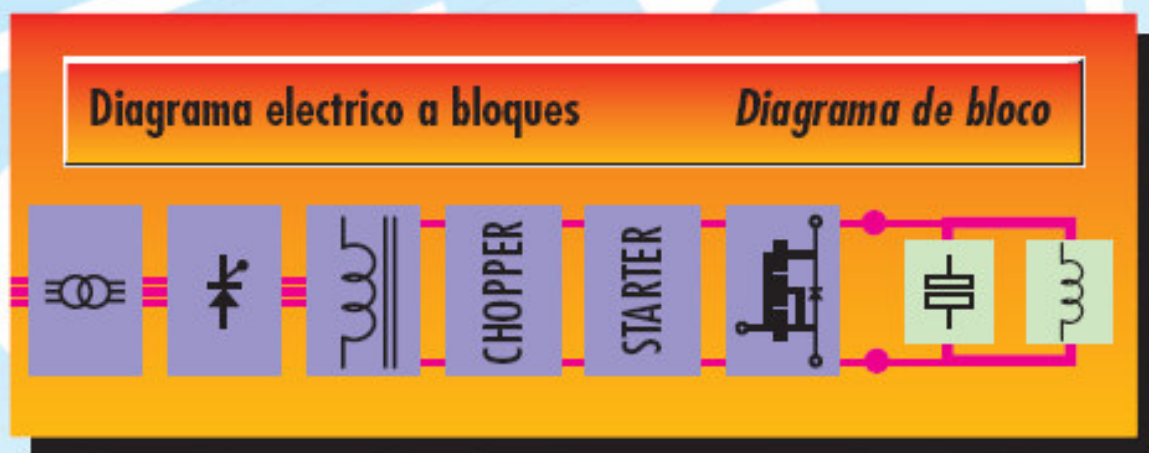 Diagrama electrico a bloques
Diagrama de bloco
CHOPPER
STARTER